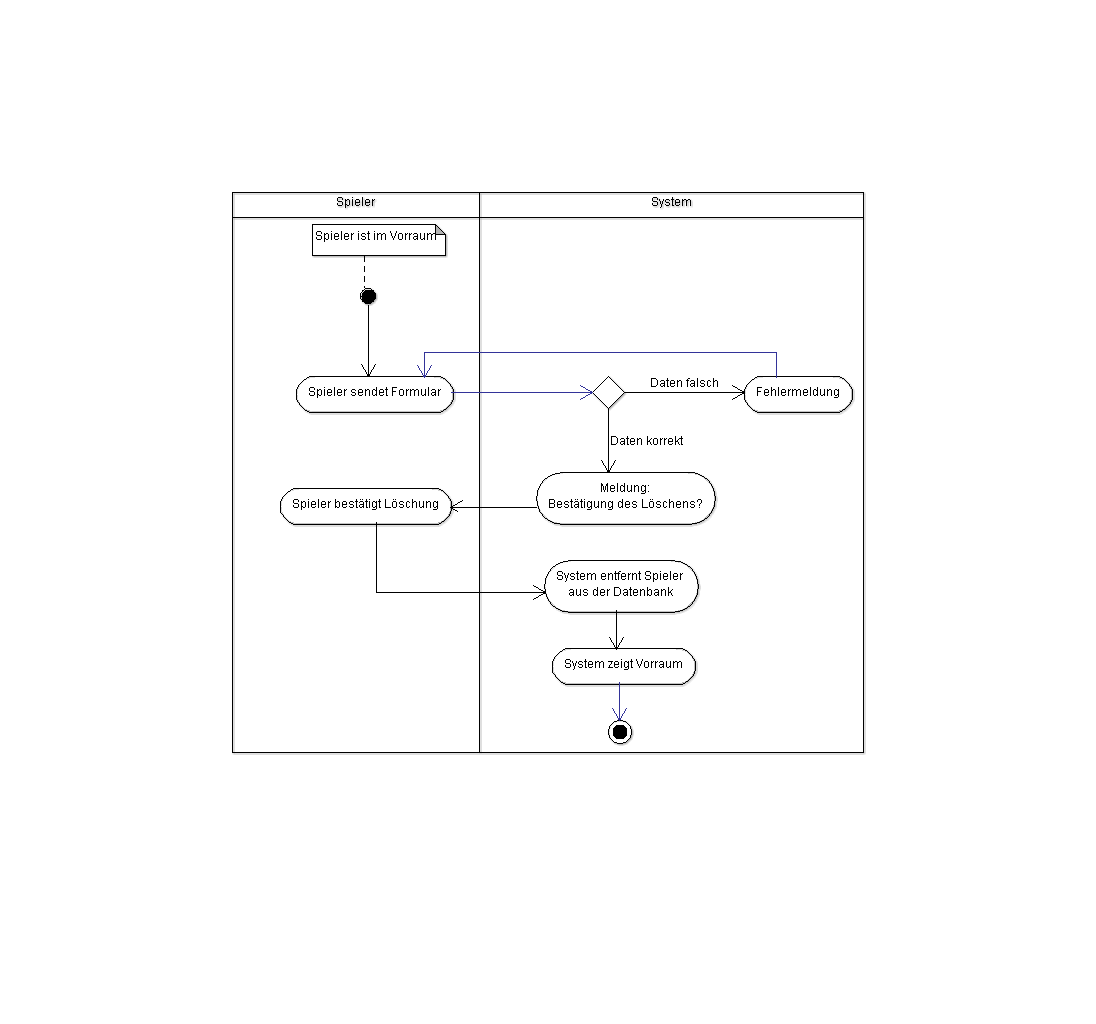 Spieler
System
Spieler ist im Vorraum
Daten falsch
Spieler sendet Formular
Fehlermeldung
Daten korrekt
Meldung:
Bestätigung des Löschens?
Spieler bestätigt Löschung
System entfernt Spieler
aus der Datenbank
System zeigt Vorraum